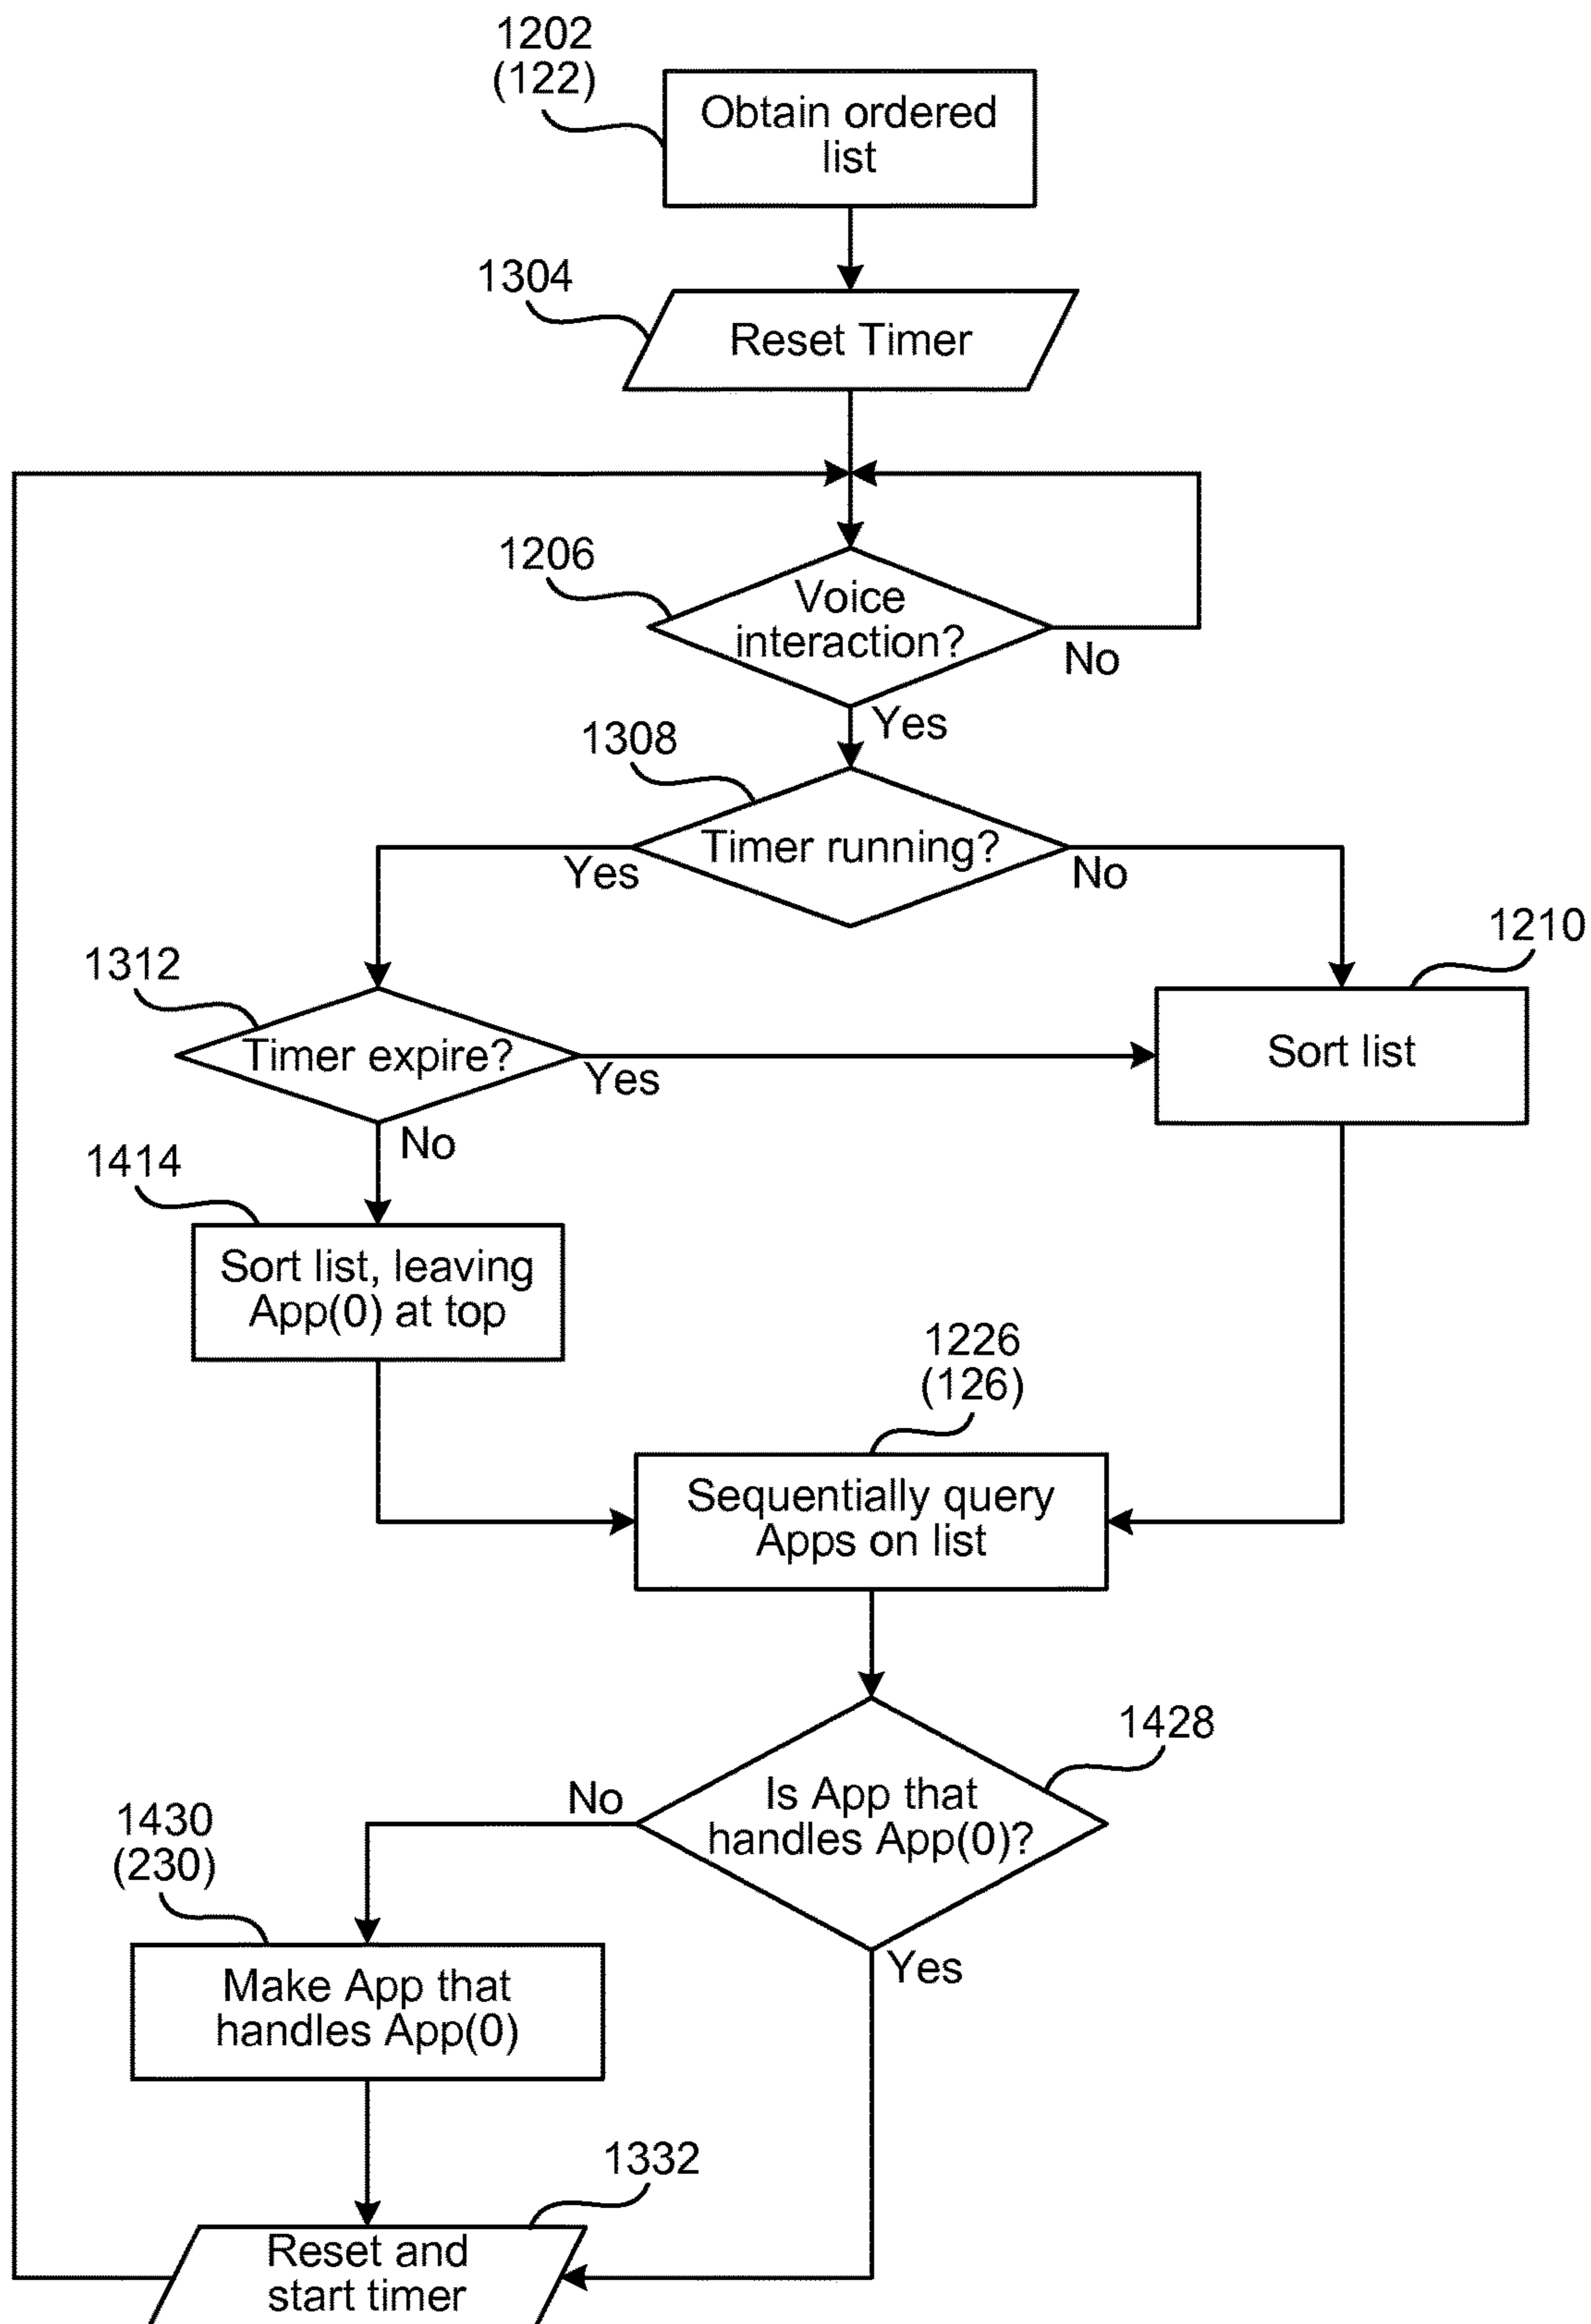 1202
(122)
Obtain ordered
list
1304
Reset Timer
1206
Voice
interaction?
No
Yes
1308
Timer running?
Yes
No
1210
1312
Timer expire?
Yes
Sort list
No
1414
Sort list, leaving
App(0) at top
1226
(126)
Sequentially query
Apps on list
1428
No
Is App that
handles App(0)?
1430
(230)
Yes
Make App that
handles App(0)
1332
Reset and
start timer